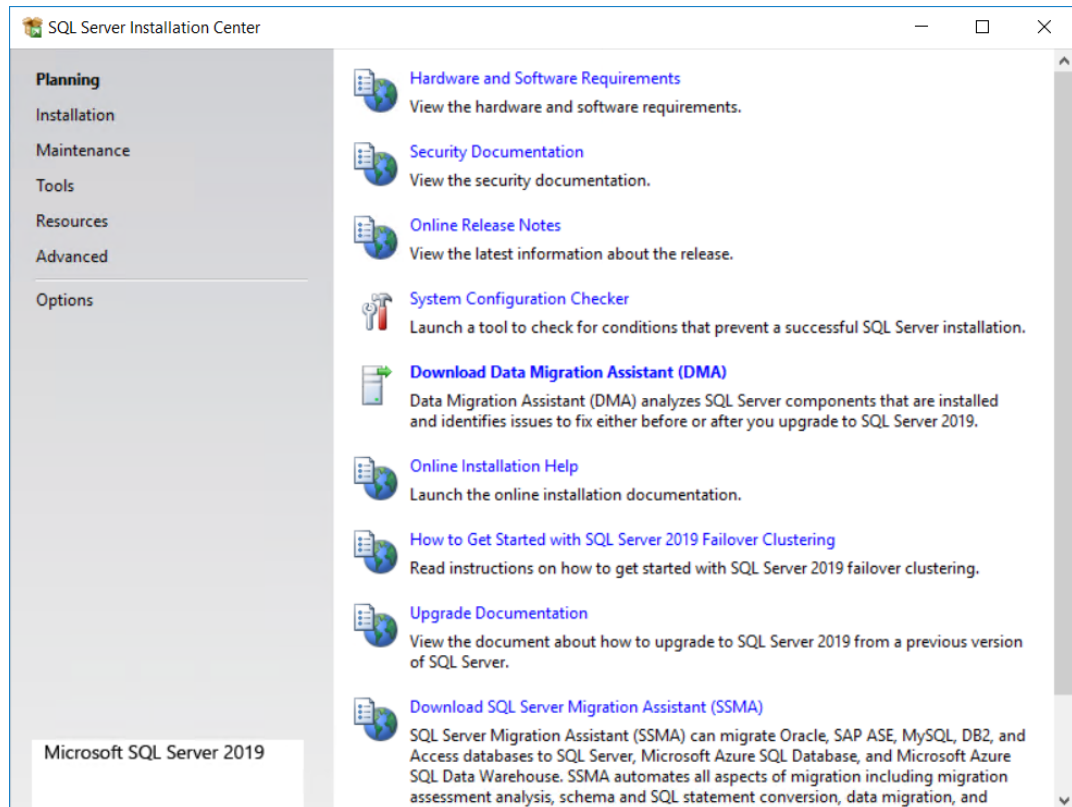 SQL Server Installation Center
Planning
Installation
Maintenance
Tools
Resources
Advanced
Options
Microsoft SQL Server 2019
Hardware and Software Requirements
View the hardware and software requirements.
Security Documentation
View the security documentation.
Online Release Notes
View the latest information about the release.
System Configuration Checker
Launch a tool to check for conditions that prevent a successful SQL Server installation.
Download Data Migration Assistant (DMA)
Data Migration Assistant (DMA) analyzes SQL Server components that are installed
and identifies issues to fix either before or after you upgrade to SQL Server 2019.
Online Installation Help
Launch the online installation documentation.
How to Get Started with SQL Server 2019 Failover Clustering
Read instructions on how to get started with SQL Server 2019 failover clustering.
Upgrade Documentation
View the document about how to upgrade to SQL Server 2019 from a previous version
of SQL Server.
Download SQL Server Migration Assistant (SSMA)
SQL Server Migration Assistant (SSMA) can migrate Oracle, SAP ASE, MySQL, DB2, and
Access databases to SQL Server, Microsoft Azure SQL Database, and Microsoft Azure
SQL Data Warehouse. SSMA automates all aspects of migration including migration
assessment analysis, schema and SQL statement conversion, data migration, and